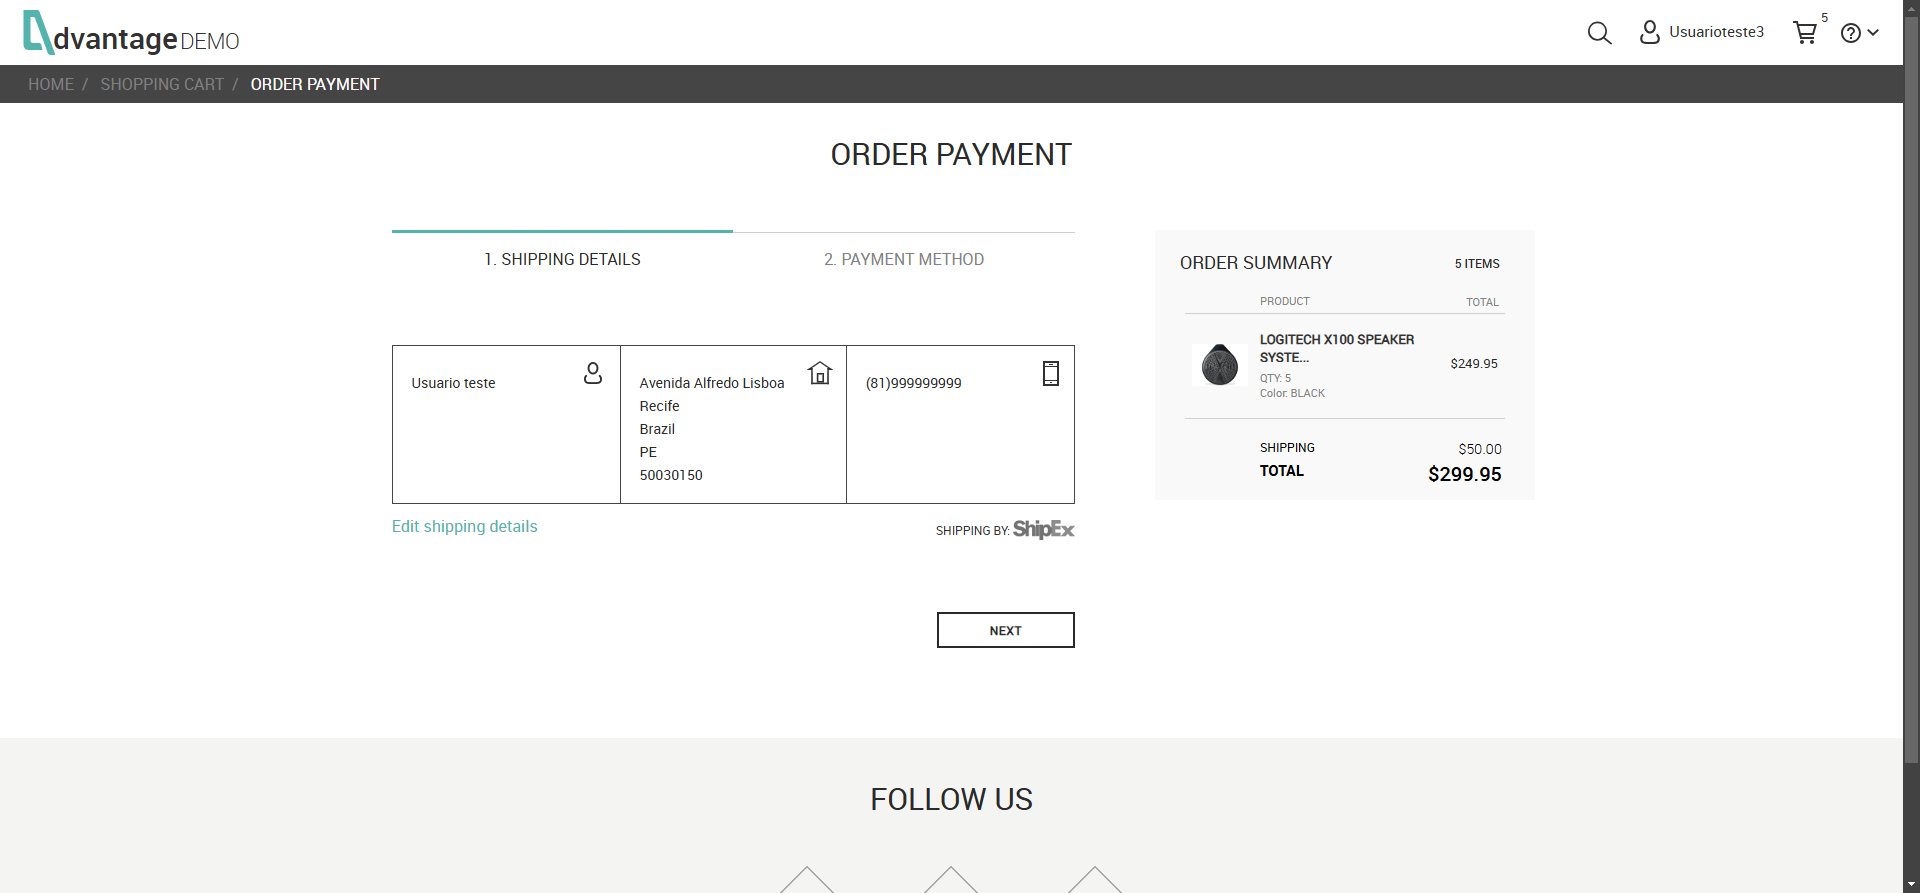 dvantage DEMO
Usuarioteste3
5
HOME / SHOPPING CART / ORDER PAYMENT
ORDER PAYMENT
1. SHIPPING DETAILS
2. PAYMENT METHOD
Usuario teste
Avenida Alfredo Lisboa
Recife
Brazil
PE
50030150
(81)999999999
Edit shipping details
SHIPPING BY: ShipEx
NEXT
ORDER SUMMARY
5 ITEMS
PRODUCT
TOTAL
LOGITECH X100 SPEAKER
SYSTE...
QTY: 5
Color: BLACK
$249.95
SHIPPING
$50.00
TOTAL
$299.95
FOLLOW US